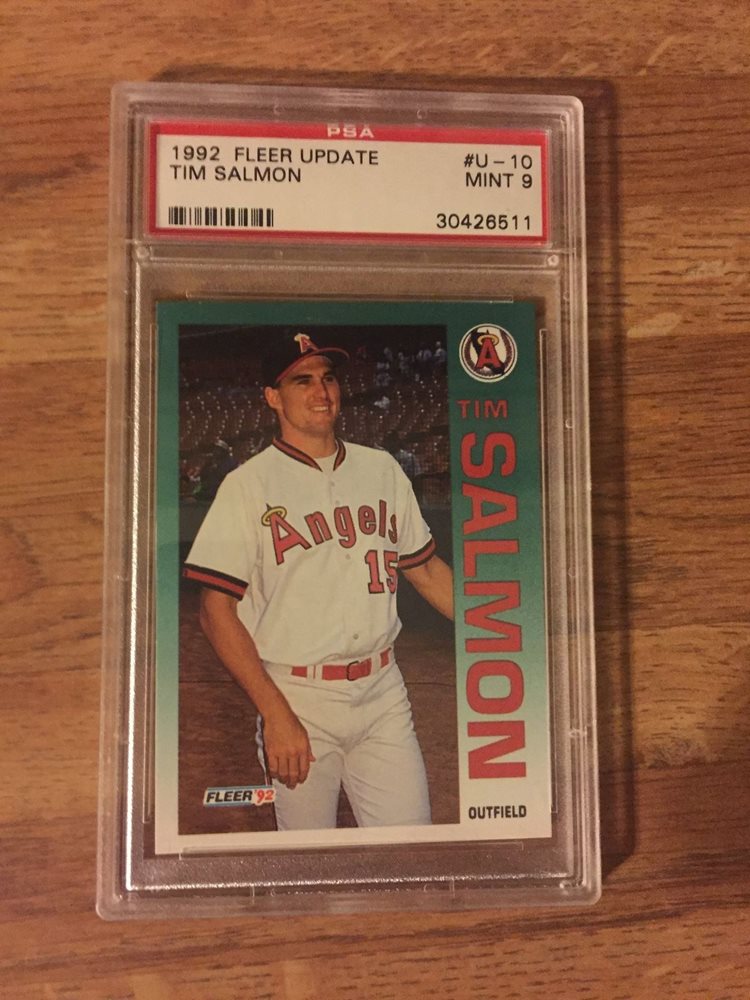 PSA
1992 FLEER UPDATE #U-10
TIM SALMON MINT 9
30426511
A
A
TIM
SALMON
Angels
15
FLEER '92
OUTFIELD